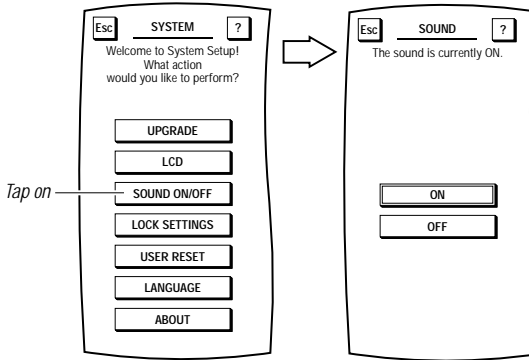 Esc SYSTEM ?
Welcome to System Setup!
What action
would you like to perform?
UPGRADE
LCD
Tap on
SOUND ON/OFF
LOCK SETTINGS
USER RESET
LANGUAGE
ABOUT
Esc SOUND ?
The sound is currently ON.
ON
OFF